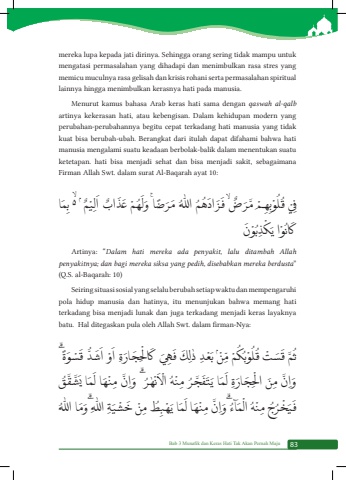 mereka lupa kepada jati dirinya. Sehingga orang sering tidak mampu untuk
mengatasi permasalahan yang dihadapi dan menimbulkan rasa stres yang
memicu muculnya rasa gelisah dan krisis rohani serta permasalahan spiritual
lainnya hingga menimbulkan kerasnya hati pada manusia.
Menurut kamus bahasa Arab keras hati sama dengan qaswah al-qalb
artinya kekerasan hati, atau kebengisan. Dalam kehidupan modern yang
perubahan-perubahannya begitu cepat terkadang hati manusia yang tidak
kuat bisa berubah-ubah. Berangkat dari itulah dapat difahami bahwa hati
manusia mengalami suatu keadaan berbolak-balik dalam menentukan suatu
ketetapan. hati bisa menjadi sehat dan bisa menjadi sakit, sebagaimana
Firman Allah Swt. dalam surat Al-Baqarah ayat 10:
فِيْ قُلُوْبِهِمْ مَّرَضٌۙ فَزَادَهُمُ اللّٰهُ مَرَضًاۚ وَلَهُمْ عَذَابٌ اَلِيْمٌ ۢ ەۙ بِمَا
كَانُوْا يَكْذِبُوْنَ
Artinya: "Dalam hati mereka ada penyakit, lalu ditambah Allah
penyakitnya; dan bagi mereka siksa yang pedih, disebabkan mereka berdusta"
(Q.S. al-Baqarah: 10)
Seiring situasi sosial yang selalu berubah setiap waktu dan mempengaruhi
pola hidup manusia dan hatinya, itu menunjukan bahwa memang hati
terkadang bisa menjadi lunak dan juga terkadang menjadi keras layaknya
batu. Hal ditegaskan pula oleh Allah Swt. dalam firman-Nya:
ثُمَّ قَسَتْ قُلُوْبُكُمْ مِّنْۢ بَعْدِ ذٰلِكَ فَهِيَ كَالْحِجَارَةِ اَوْ اَشَدُّ قَسْوَةً ۗ
وَاِنَّ مِنَ الْحِجَارَةِ لَمَا يَتَفَجَّرُ مِنْهُ الْاَنْهٰرُ ۗ وَاِنَّ مِنْهَا لَمَا يَشَّقَّقُ
فَيَخْرُجُ مِنْهُ الْمَاۤءُ ۗ وَاِنَّ مِنْهَا لَمَا يَهْبِطُ مِنْ خَشْيَةِ اللّٰهِ ۗ وَمَا اللّٰهُ
Bab 3 Munafik dan Keras Hati Tak Akan Pernah Maju 83